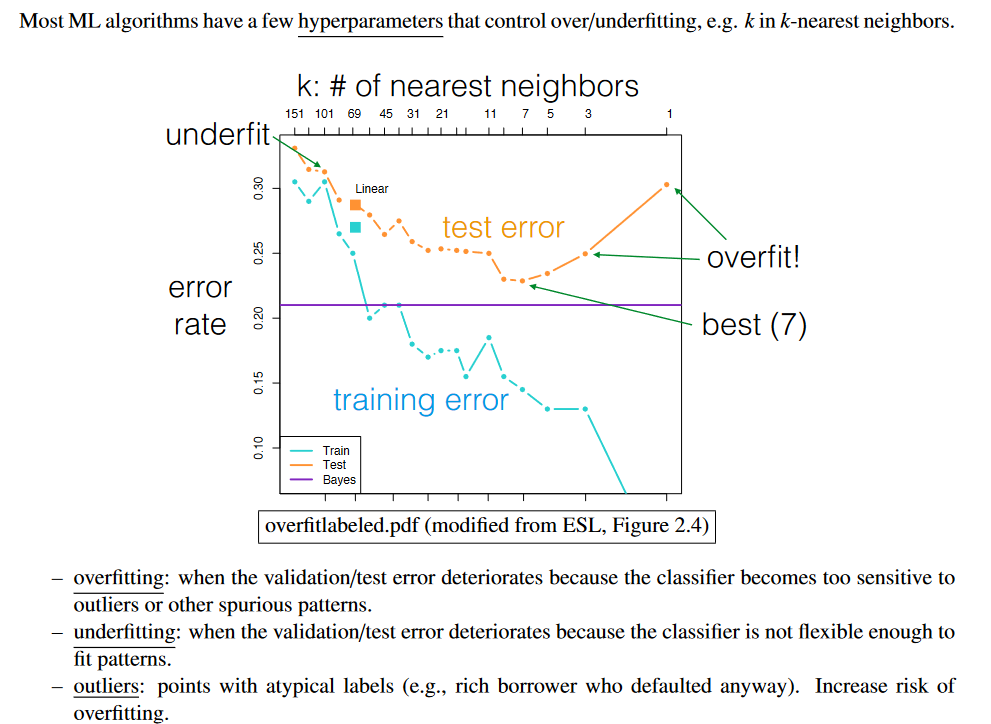 Most ML algorithms have a few hyperparameters that control over/underfitting, e.g. k in k-nearest neighbors.
k: # of nearest neighbors
151 101 69 45 31 21 11 7 5 3 1
underfit
Linear
test error
overfit!
error
rate
best (7)
training error
0.30
0.25
0.20
0.15
0.10
Train
Test
Bayes
overfitlabeled.pdf (modified from ESL, Figure 2.4)
– overfitting: when the validation/test error deteriorates because the classifier becomes too sensitive to
outliers or other spurious patterns.
– underfitting: when the validation/test error deteriorates because the classifier is not flexible enough to
fit patterns.
– outliers: points with atypical labels (e.g., rich borrower who defaulted anyway). Increase risk of
overfitting.